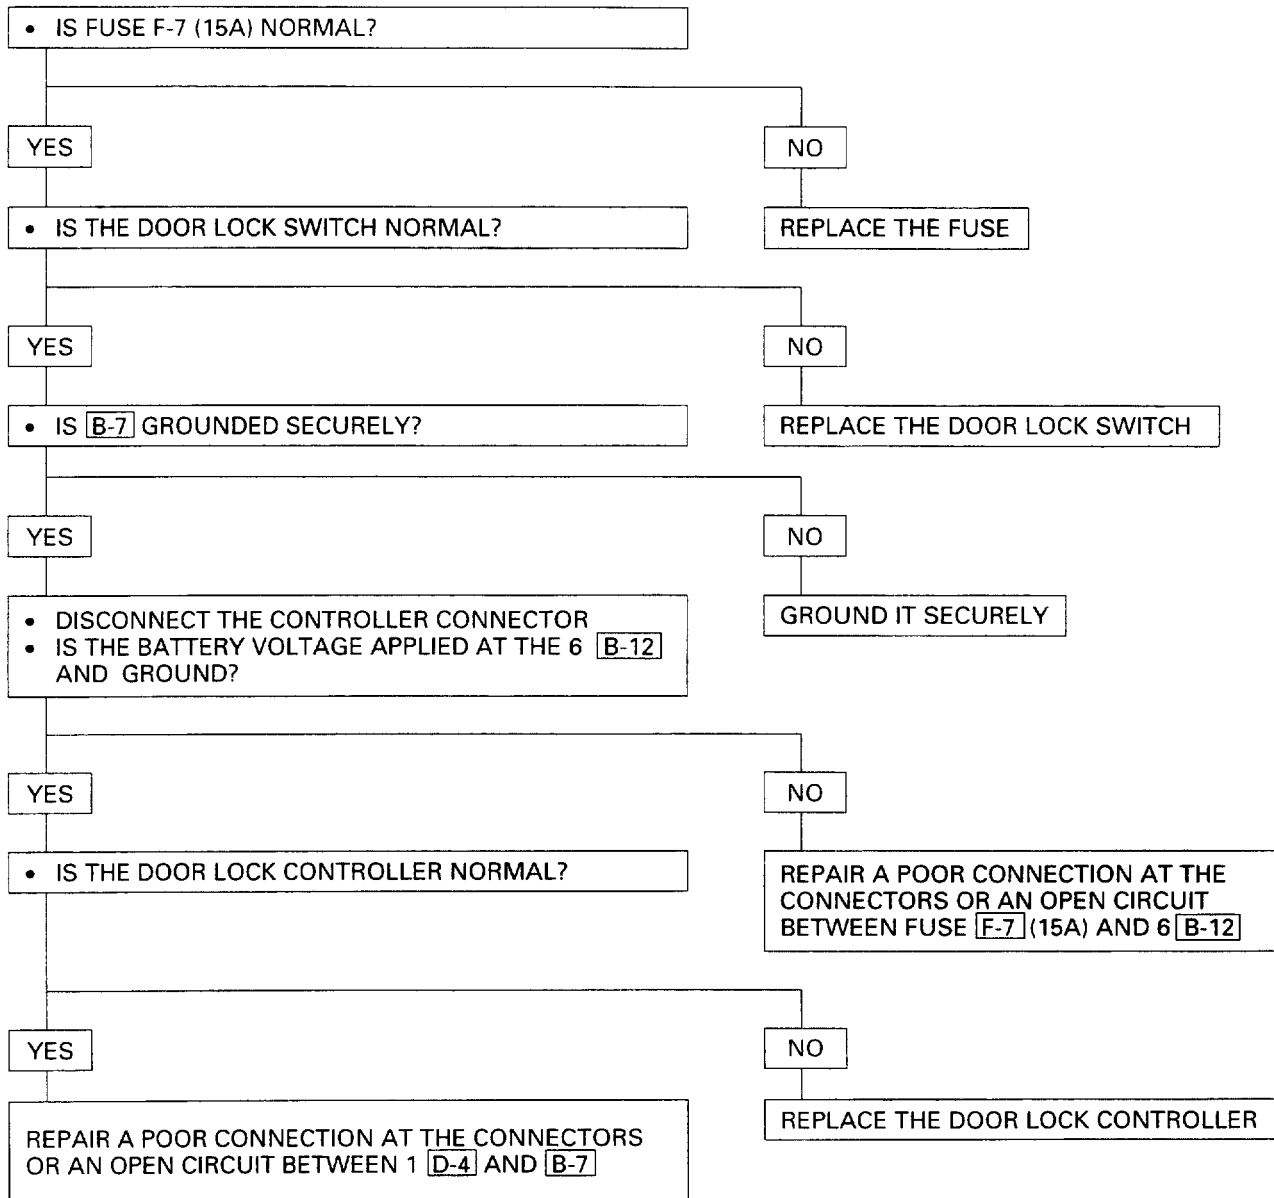 • IS FUSE F-7 (15A) NORMAL?
YES
NO
• IS THE DOOR LOCK SWITCH NORMAL?
REPLACE THE FUSE
YES
NO
• IS B-7 GROUNDED SECURELY?
REPLACE THE DOOR LOCK SWITCH
YES
NO
• DISCONNECT THE CONTROLLER CONNECTOR
• IS THE BATTERY VOLTAGE APPLIED AT THE 6 B-12
AND GROUND?
GROUND IT SECURELY
YES
NO
• IS THE DOOR LOCK CONTROLLER NORMAL?
REPAIR A POOR CONNECTION AT THE
CONNECTORS OR AN OPEN CIRCUIT
BETWEEN FUSE F-7 (15A) AND 6 B-12
YES
NO
REPAIR A POOR CONNECTION AT THE CONNECTORS
OR AN OPEN CIRCUIT BETWEEN 1 D-4 AND B-7
REPLACE THE DOOR LOCK CONTROLLER